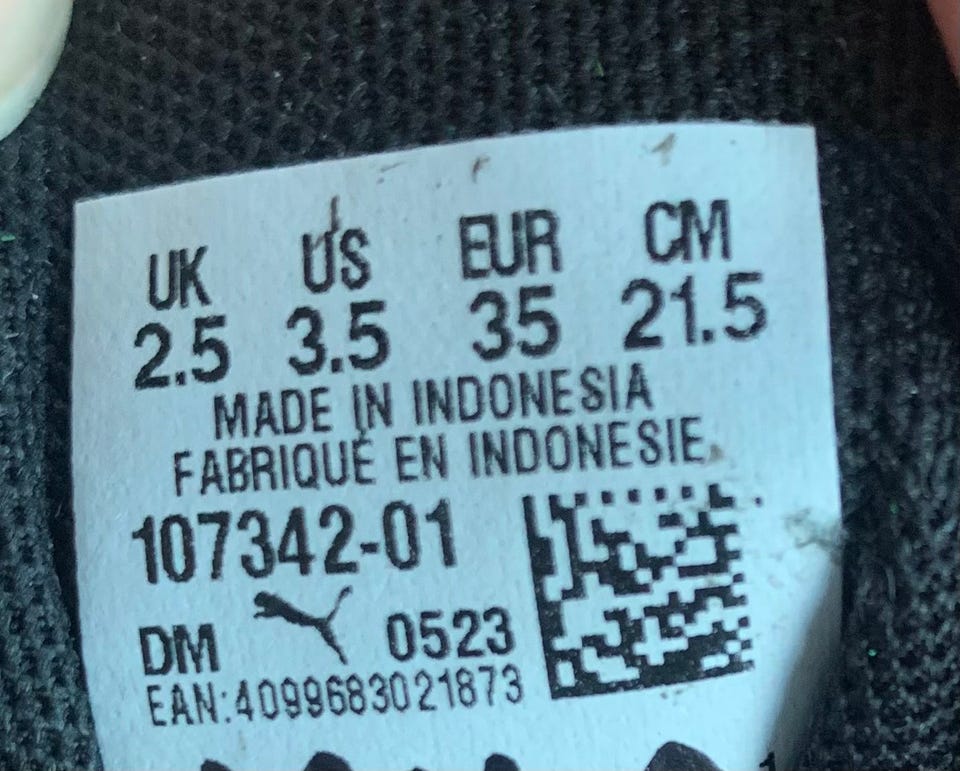 UK US EUR CM
2.5 3.5 35 21.5
MADE IN INDONESIA
FABRIQUÉ EN INDONESIE
107342-01
DM 0523
EAN:4099683021873